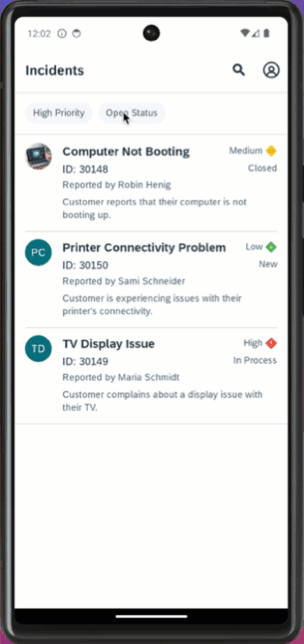 12:02
Incidents
High Priority
Open Status
Computer Not Booting
Medium
ID: 30148
Closed
Reported by Robin Henig
Customer reports that their computer is not
booting up.
PC
Printer Connectivity Problem
Low
ID: 30150
New
Reported by Sami Schneider
Customer is experiencing issues with their
printer's connectivity.
TD
TV Display Issue
High
ID: 30149
In Process
Reported by Maria Schmidt
Customer complains about a display issue with
their TV.